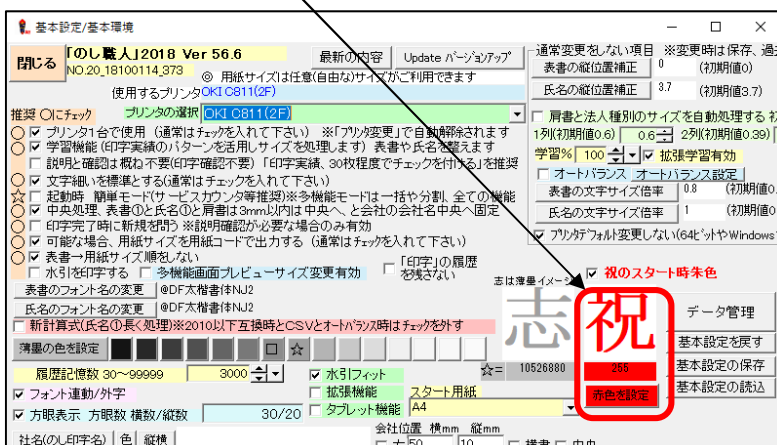 基本設定/基本環境
閉じる
「のし職人」2018 Ver 56.6
最新の内容
Update バージョンアップ
NO.20_18100114_373
◎ 用紙サイズは任意(自由な)サイズがご利用できます
使用するプリンタOKI C811(2F)
推奨 〇にチェック
プリンタの選択 OKI C811(2F)
プリンタ1台で使用 (通常はチェックを入れて下さい) ※「プリンタ変更」で自動解除されます
学習機能(印字実績のパターンを活用しサイズを処理します) 表書や氏名を整えます
説明と確認は概ね不要(印字確認不要)「印字実績、30枚程度でチェックを付ける」を推奨
文字細いを標準とする(通常はチェックを入れて下さい)
起動時 簡単モード(サービスカウンタ等推奨)※多機能モードは一括や分割、全ての機能
中央処理、表書①と氏名①と肩書は3mm以内は中央へ、と会社の会社名中央へ固定
印字完了時に新規を問う ※説明確認が必要な場合のみ有効
可能な場合、用紙サイズを用紙コードで出力する (通常はチェックを入れて下さい)
表書→用紙サイズ順をしない
水引を印字する
多機能画面プレビューサイズ変更有効
「印字」の履歴を残さない
表書のフォント名の変更 @DF太楷書体NJ2
氏名のフォント名の変更 @DF太楷書体NJ2
新計算式(氏名①長く処理)※2010以下互換時とCSVとオートバランス時はチェックを外す
薄墨の色を設定
☆
履歴記憶数 30～99999 3000
フォント連動/外字
方眼表示 方眼数 横数/縦数 30/20
社名(のし印字名)
色
縦横
水引フィット
拡張機能
タブレット機能
スタート用紙
A4
会社位置 横mm 縦mm
大 50 10
横書
中央
通常変更をしない項目 ※変更時は保存、過
表書の縦位置補正 0 (初期値0)
氏名の縦位置補正 3.7 (初期値3.7)
肩書と法人種別のサイズを自動処理する
1列(初期値0.6) 0.6 2列(初期値0.39)
学習% 100 拡張学習有効
オートバランス オートバランス設定
表書の文字サイズ倍率 0.8 (初期値0.
氏名の文字サイズ倍率 1 (初期値0.
プリンタデフォルト変更しない(64ビットやWindows
志は薄墨イメージ
祝のスタート時朱色
志
祝
☆= 10526880
255
赤色を設定
データ管理
基本設定を戻す
基本設定の保存
基本設定の読込